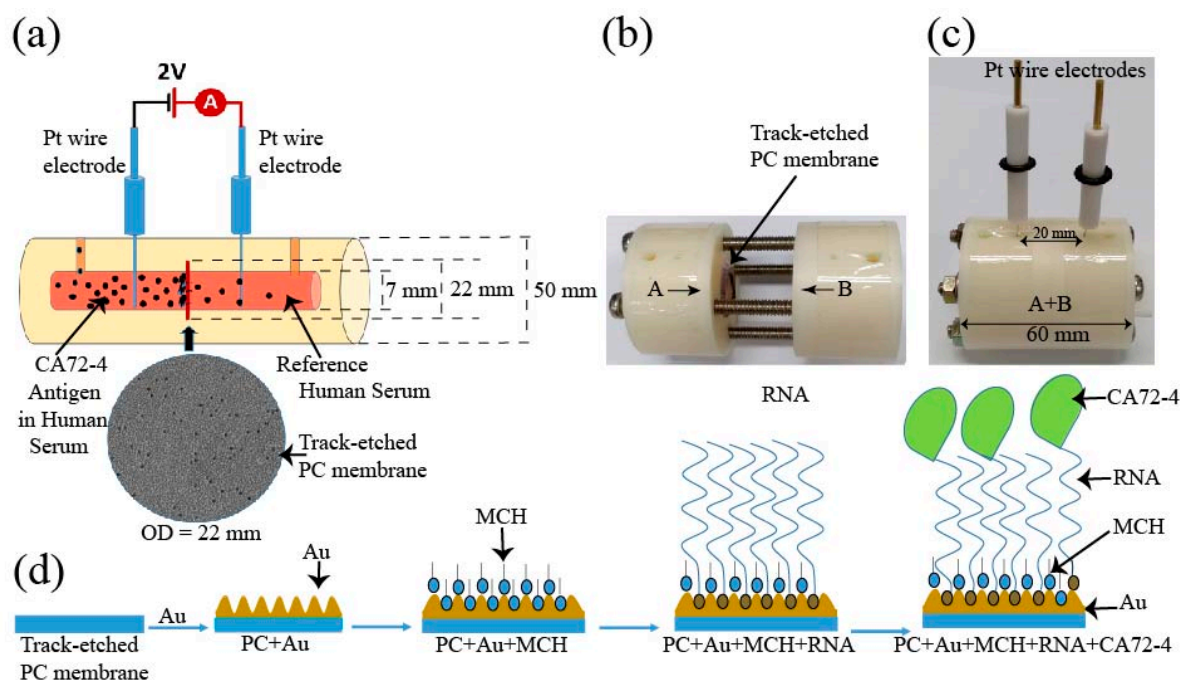 (a)
2V
A
Pt wire
electrode
Pt wire
electrode
7 mm
22 mm
50 mm
CA72-4
Antigen
in Human
Serum
Reference
Human Serum
Track-etched
PC membrane
OD = 22 mm
(b)
Track-etched
PC membrane
A
B
(c)
Pt wire electrodes
20 mm
A+B
60 mm
(d)
Track-etched
PC membrane
Au
Au
PC+Au
MCH
PC+Au+MCH
RNA
PC+Au+MCH+RNA
CA72-4
RNA
MCH
Au
PC+Au+MCH+RNA+CA72-4